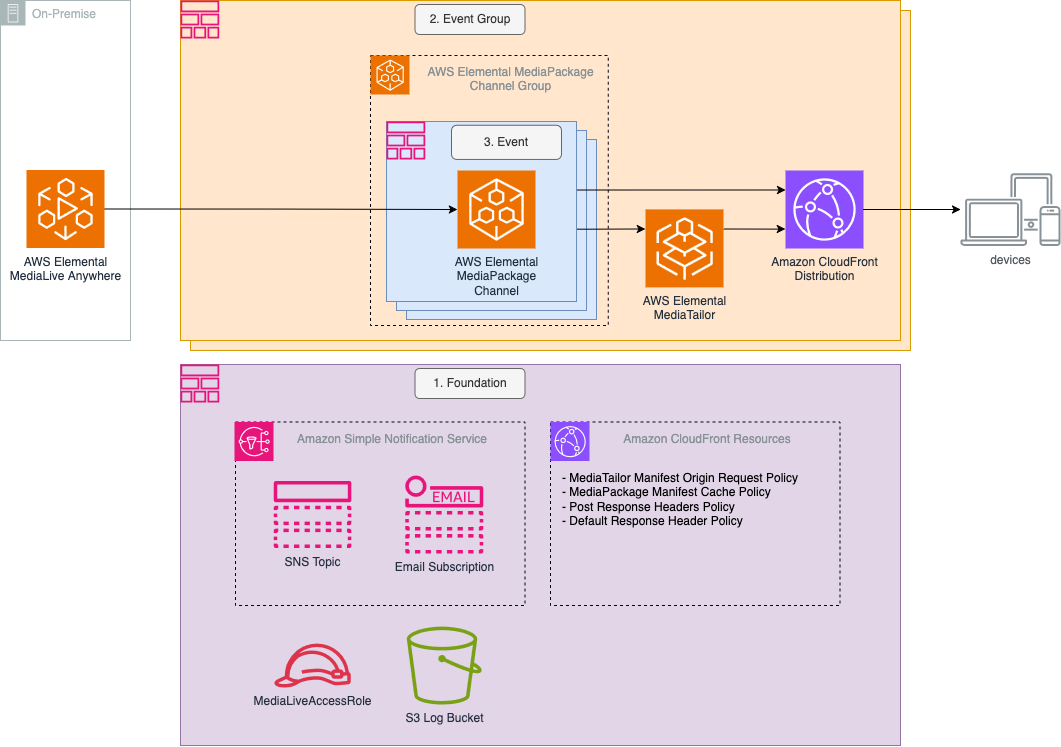 On-Premise
2. Event Group
AWS Elemental MediaPackage
Channel Group
3. Event
AWS Elemental
MediaLive Anywhere
AWS Elemental
MediaPackage
Channel
AWS Elemental
MediaTailor
Amazon CloudFront
Distribution
devices
1. Foundation
Amazon Simple Notification Service
SNS Topic
EMAIL
Email Subscription
Amazon CloudFront Resources
- MediaTailor Manifest Origin Request Policy
- MediaPackage Manifest Cache Policy
- Post Response Headers Policy
- Default Response Header Policy
MediaLiveAccessRole
S3 Log Bucket